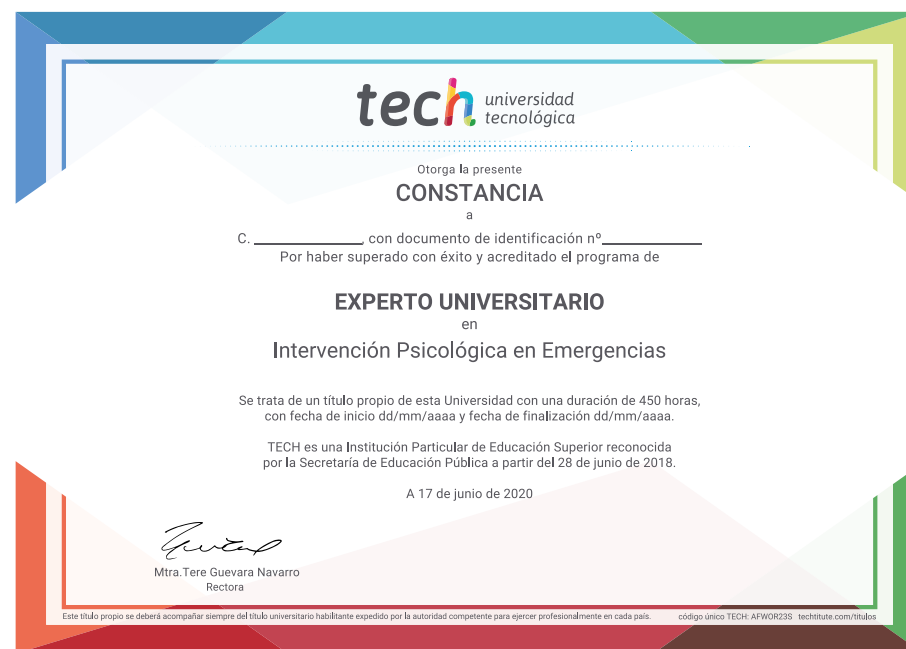 tech universidad
tecnológica
Otorga la presente
CONSTANCIA
a
C. ____________, con documento de identificación nº___________
Por haber superado con éxito y acreditado el programa de
EXPERTO UNIVERSITARIO
en
Intervención Psicológica en Emergencias
Se trata de un título propio de esta Universidad con una duración de 450 horas,
con fecha de inicio dd/mm/aaaa y fecha de finalización dd/mm/aaaa.
TECH es una Institución Particular de Educación Superior reconocida
por la Secretaría de Educación Pública a partir del 28 de junio de 2018.
A 17 de junio de 2020
Mtra.Tere Guevara Navarro
Rectora
Este título propio se deberá acompañar siempre del título universitario habilitante expedido por la autoridad competente para ejercer profesionalmente en cada país. código único TECH: AFWOR23S techtitute.com/titulos